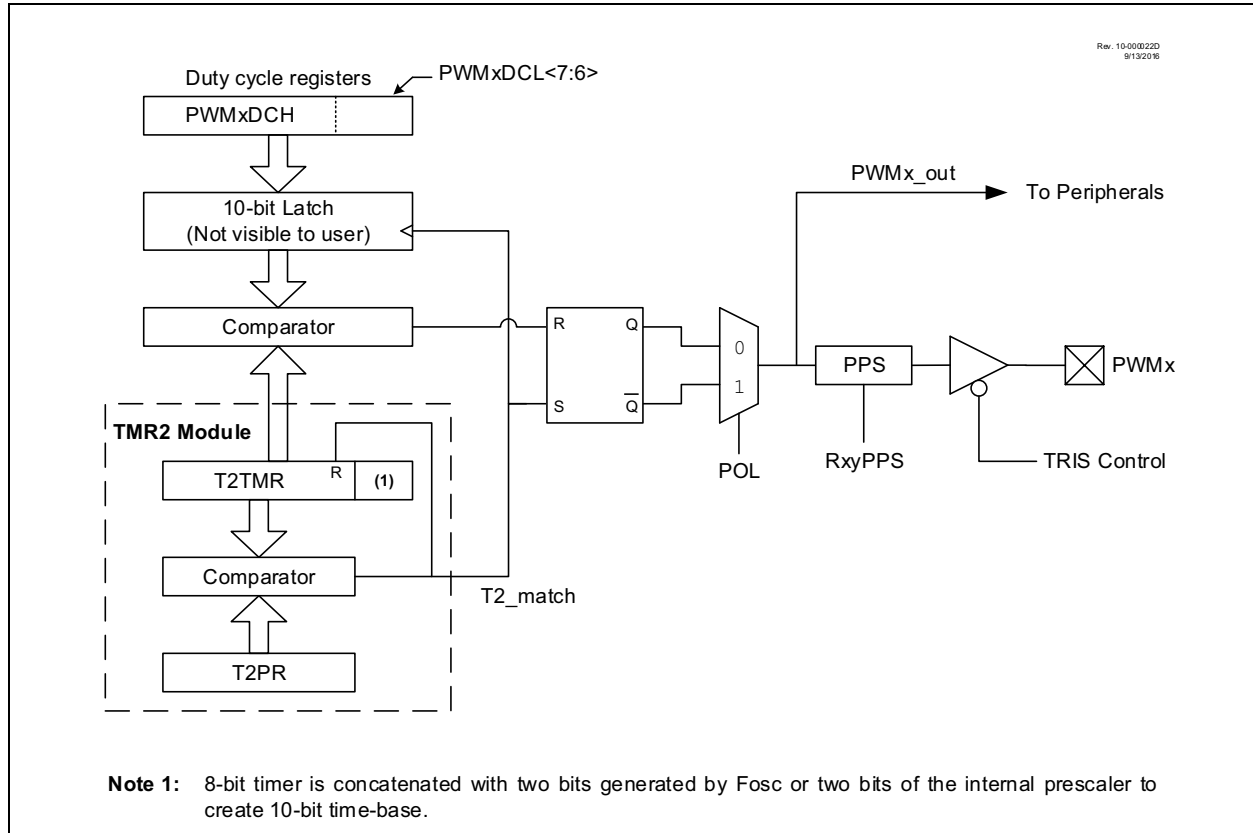 Rev. 10-000022D
9/13/2016
Duty cycle registers
PWMxDCL<7:6>
PWMxDCH
10-bit Latch
(Not visible to user)
Comparator
PWMx_out
To Peripherals
R
Q
S
Q
0
1
POL
PPS
RxyPPS
PWMx
TRIS Control
TMR2 Module
T2TMR
R
(1)
Comparator
T2_match
T2PR
Note 1: 8-bit timer is concatenated with two bits generated by Fosc or two bits of the internal prescaler to
create 10-bit time-base.